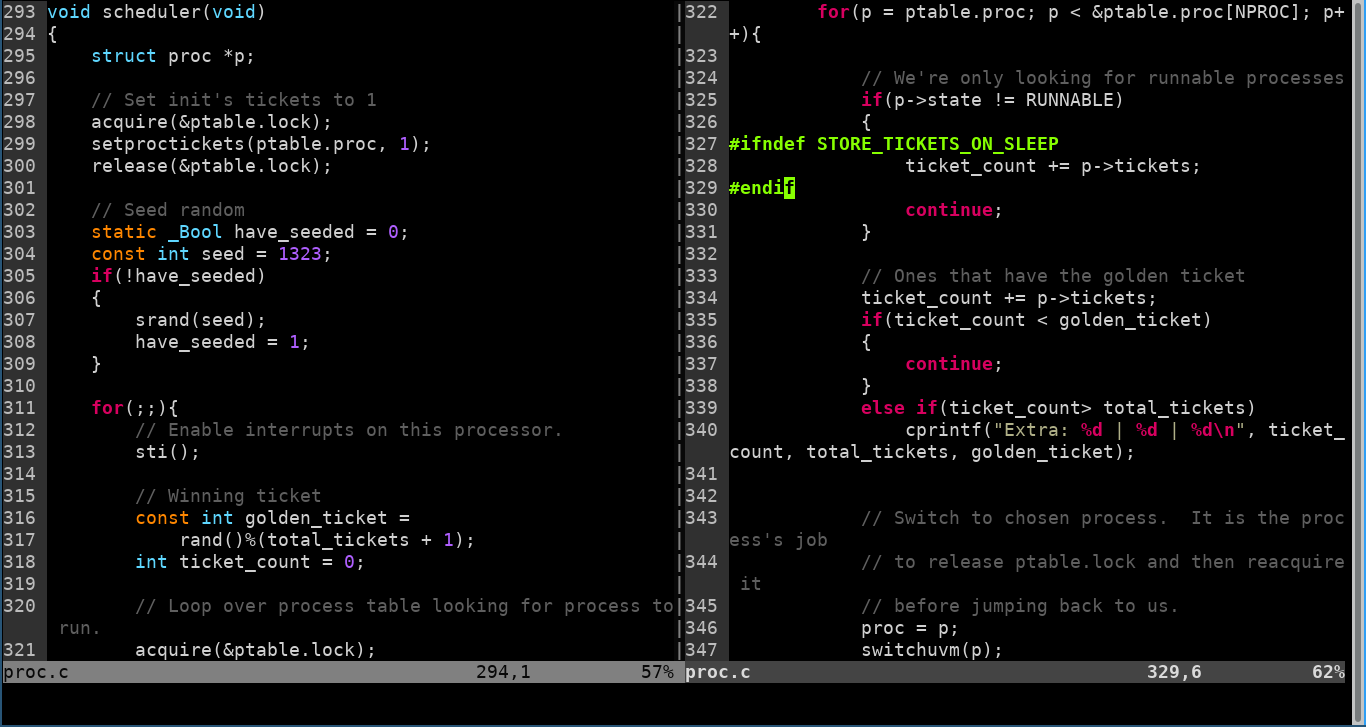 293 void scheduler(void)
294 {
295     struct proc *p;
296
297     // Set init's tickets to 1
298     acquire(&ptable.lock);
299     setproctickets(ptable.proc, 1);
300     release(&ptable.lock);
301
302     // Seed random
303     static _Bool have_seeded = 0;
304     const int seed = 1323;
305     if(!have_seeded)
306     {
307         srand(seed);
308         have_seeded = 1;
309     }
310
311     for(;;){
312         // Enable interrupts on this processor.
313         sti();
314
315         // Winning ticket
316         const int golden_ticket =
317             rand()%(total_tickets + 1);
318         int ticket_count = 0;
319
320         // Loop over process table looking for process to
 run.
321         acquire(&ptable.lock);
proc.c 294,1 57%
322         for(p = ptable.proc; p < &ptable.proc[NPROC]; p+
+){
323
324             // We're only looking for runnable processes
325             if(p->state != RUNNABLE)
326             {
327 #ifndef STORE_TICKETS_ON_SLEEP
328                 ticket_count += p->tickets;
329 #endif
330                 continue;
331             }
332
333             // Ones that have the golden ticket
334             ticket_count += p->tickets;
335             if(ticket_count < golden_ticket)
336             {
337                 continue;
338             }
339             else if(ticket_count> total_tickets)
340                 cprintf("Extra: %d | %d | %d\n", ticket_
count, total_tickets, golden_ticket);
341
342
343             // Switch to chosen process.  It is the proc
ess's job
344             // to release ptable.lock and then reacquire
 it
345             // before jumping back to us.
346             proc = p;
347             switchuvm(p);
proc.c 329,6 62%